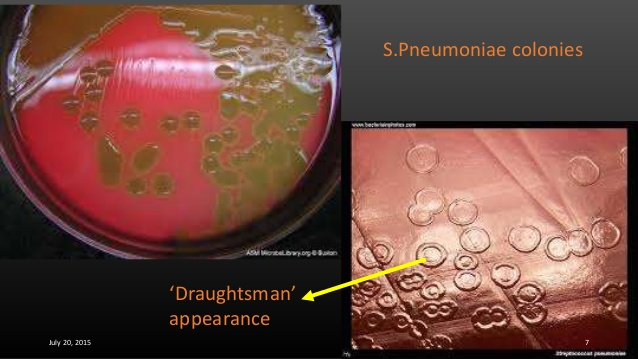 S.Pneumoniae colonies
www.bacteriainphotos.com
ASM MicrobeLibrary.org © Buxton
‘Draughtsman’
appearance
July 20, 2015
7
Streptococcus pneumoniae